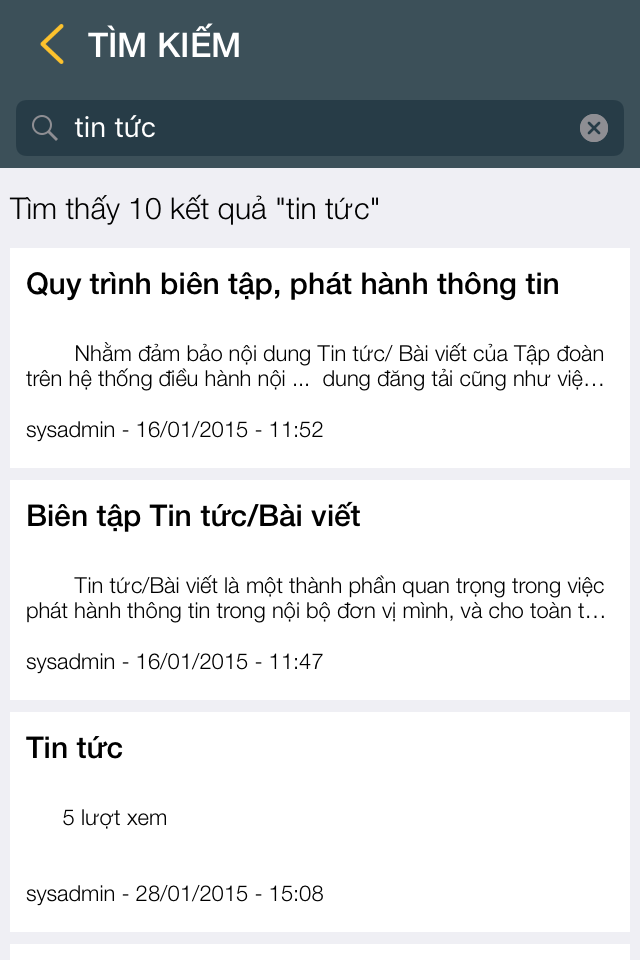 TÌM KIẾM
tin tức
Tìm thấy 10 kết quả "tin tức"
Quy trình biên tập, phát hành thông tin
Nhằm đảm bảo nội dung Tin tức/ Bài viết của Tập đoàn
trên hệ thống điều hành nội ... dung đăng tải cũng như việ…
sysadmin - 16/01/2015 - 11:52
Biên tập Tin tức/Bài viết
Tin tức/Bài viết là một thành phần quan trọng trong việc
phát hành thông tin trong nội bộ đơn vị mình, và cho toàn t…
sysadmin - 16/01/2015 - 11:47
Tin tức
5 lượt xem
sysadmin - 28/01/2015 - 15:08